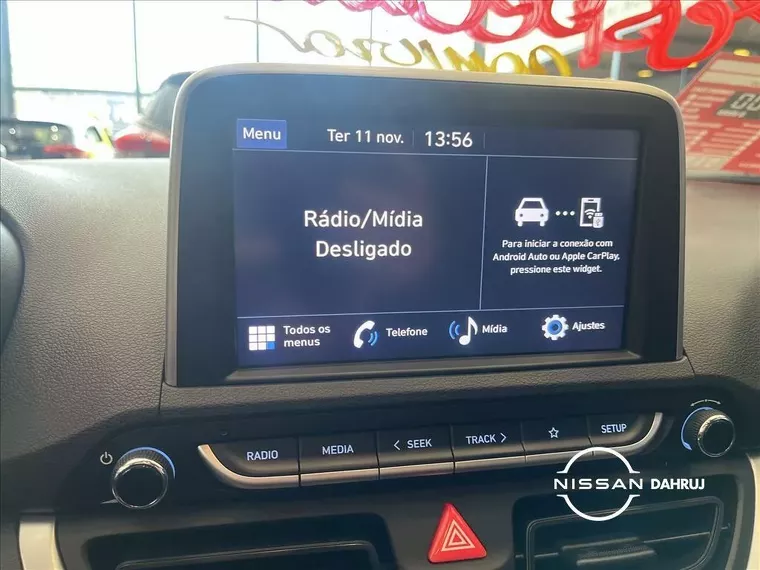 Menu
Ter 11 nov.
13:56
Rádio/Mídia
Desligado
Para iniciar a conexão com
Android Auto ou Apple CarPlay,
pressione este widget.
Todos os
menus
Telefone
Mídia
Ajustes
RADIO
MEDIA
< SEEK
TRACK >
☆
SETUP
NISSAN DAHRUJ